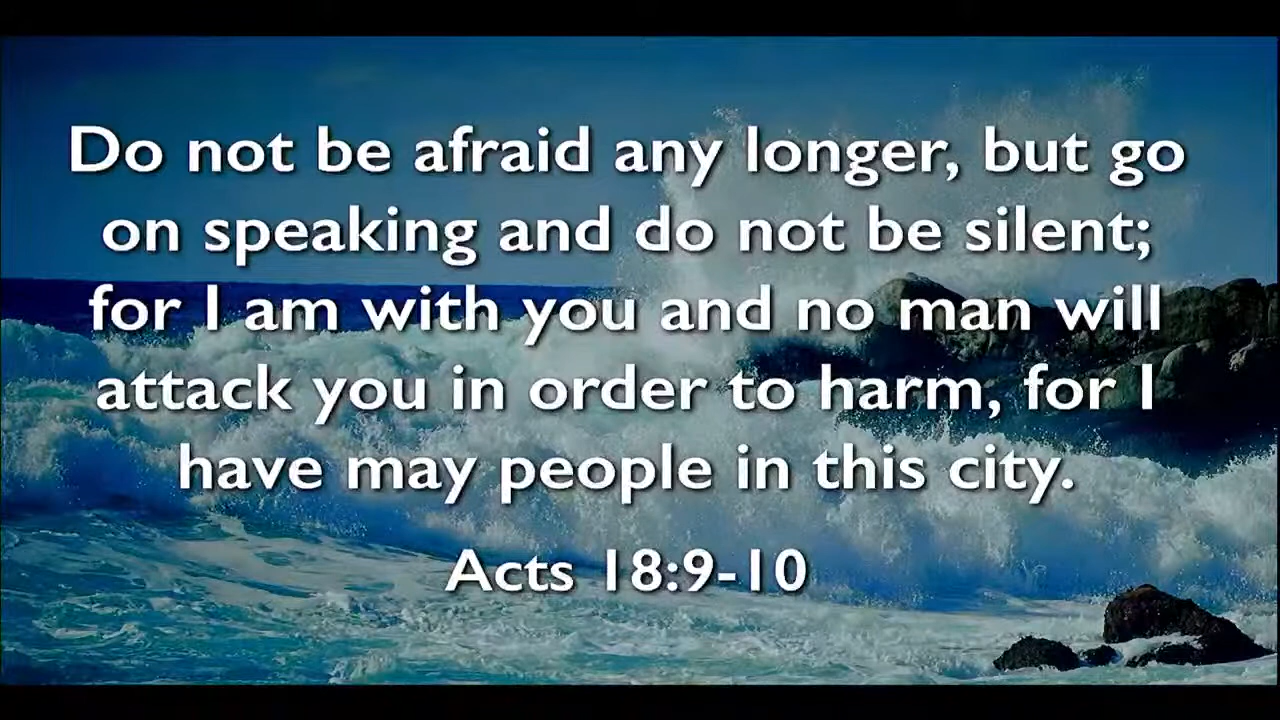 Do not be afraid any longer, but go
on speaking and do not be silent;
for I am with you and no man will
attack you in order to harm, for I
have may people in this city.
Acts 18:9-10